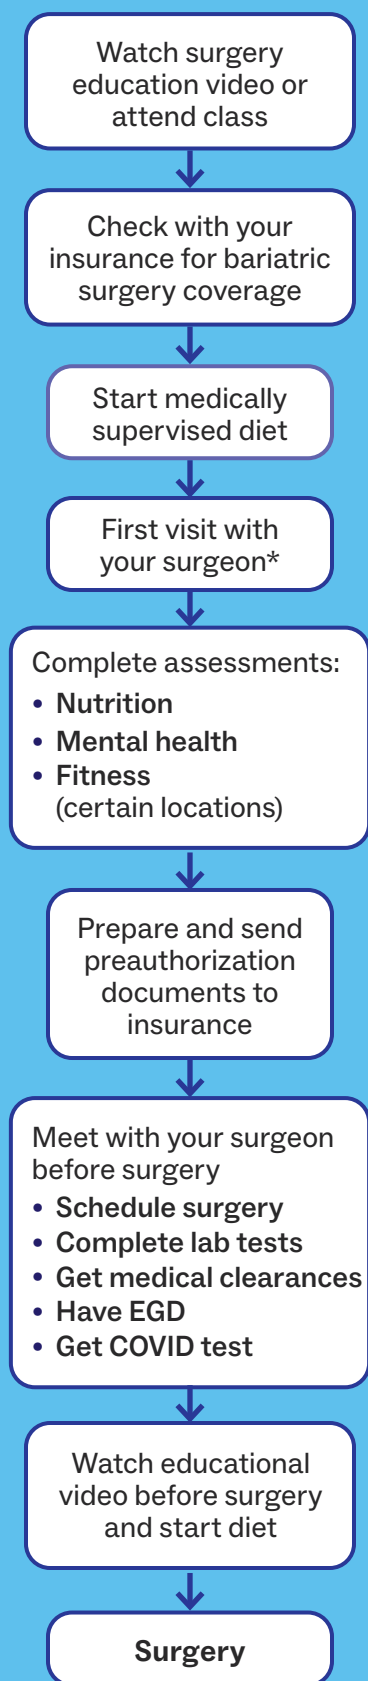 Watch surgery
education video or
attend class
Check with your
insurance for bariatric
surgery coverage
Start medically
supervised diet
First visit with
your surgeon*
Complete assessments:
• Nutrition
• Mental health
• Fitness
(certain locations)
Prepare and send
preauthorization
documents to
insurance
Meet with your surgeon
before surgery
• Schedule surgery
• Complete lab tests
• Get medical clearances
• Have EGD
• Get COVID test
Watch educational
video before surgery
and start diet
Surgery